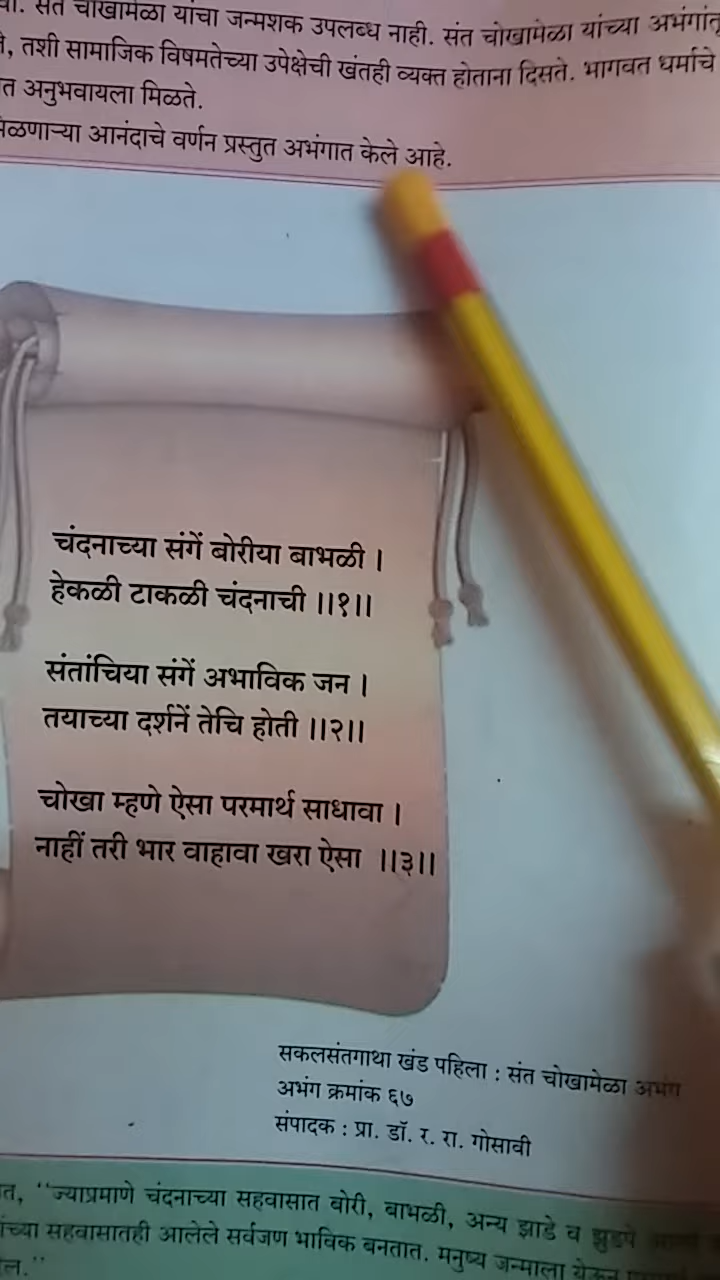 संत चोखामेळा यांचा जन्मशक उपलब्ध नाही. संत चोखामेळा यांच्या अभंगांतू
तशी सामाजिक विषमतेच्या उपेक्षेची खंतही व्यक्त होताना दिसते. भागवत धर्माचे
त अनुभवायला मिळते.
मिळणाऱ्या आनंदाचे वर्णन प्रस्तुत अभंगात केले आहे.
चंदनाच्या संगें बोरीया बाभळी ।
हेकळी टाकळी चंदनाची ।।१।।
संतांचिया संगें अभाविक जन ।
तयाच्या दर्शनें तेचि होती ।।२।।
चोखा म्हणे ऐसा परमार्थ साधावा ।
नाहीं तरी भार वाहावा खरा ऐसा ।।३।।
सकलसंतगाथा खंड पहिला : संत चोखामेळा अभंग
अभंग क्रमांक ६७
संपादक : प्रा. डॉ. र. रा. गोसावी
त, ‘‘ज्याप्रमाणे चंदनाच्या सहवासात बोरी, बाभळी, अन्य झाडे व झुडपे
च्या सहवासातही आलेले सर्वजण भाविक बनतात. मनुष्य जन्माला येऊन